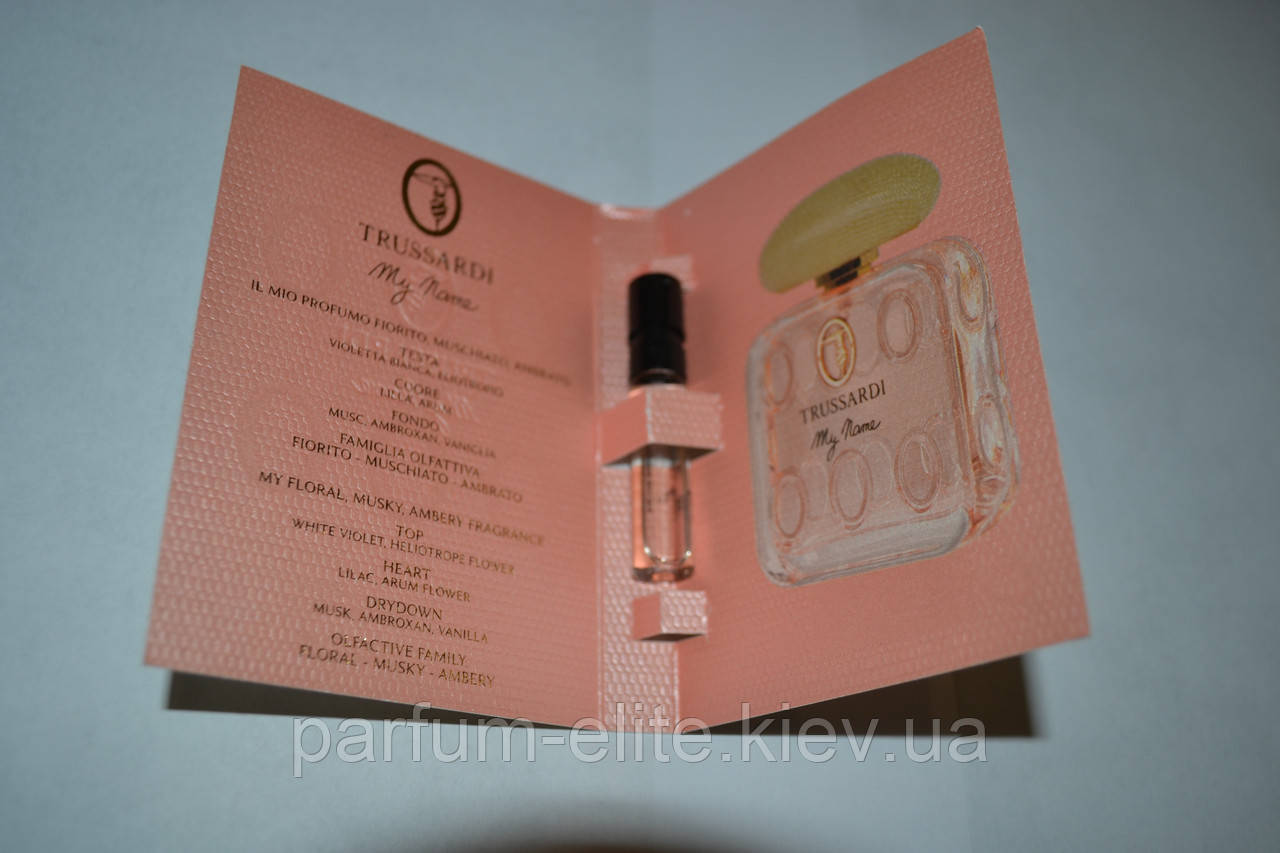 TRUSSARDI
My Name
IL MIO PROFUMO FIORITO, MUSCHIATO, AMBRATO
TESTA
VIOLETTA BIANCA, ELIOTROPIO
CUORE
LILLA, ARUM
FONDO
MUSC, AMBROXAN, VANIGLIA
FAMIGLIA OLFATTIVA
FIORITO - MUSCHIATO - AMBRATO
MY FLORAL, MUSKY, AMBERY FRAGRANCE
TOP
WHITE VIOLET, HELIOTROPE FLOWER
HEART
LILAC, ARUM FLOWER
DRYDOWN
MUSK, AMBROXAN, VANILLA
OLFACTIVE FAMILY
FLORAL - MUSKY - AMBERY
TRUSSARDI
My Name
parfum-elite.kiev.ua